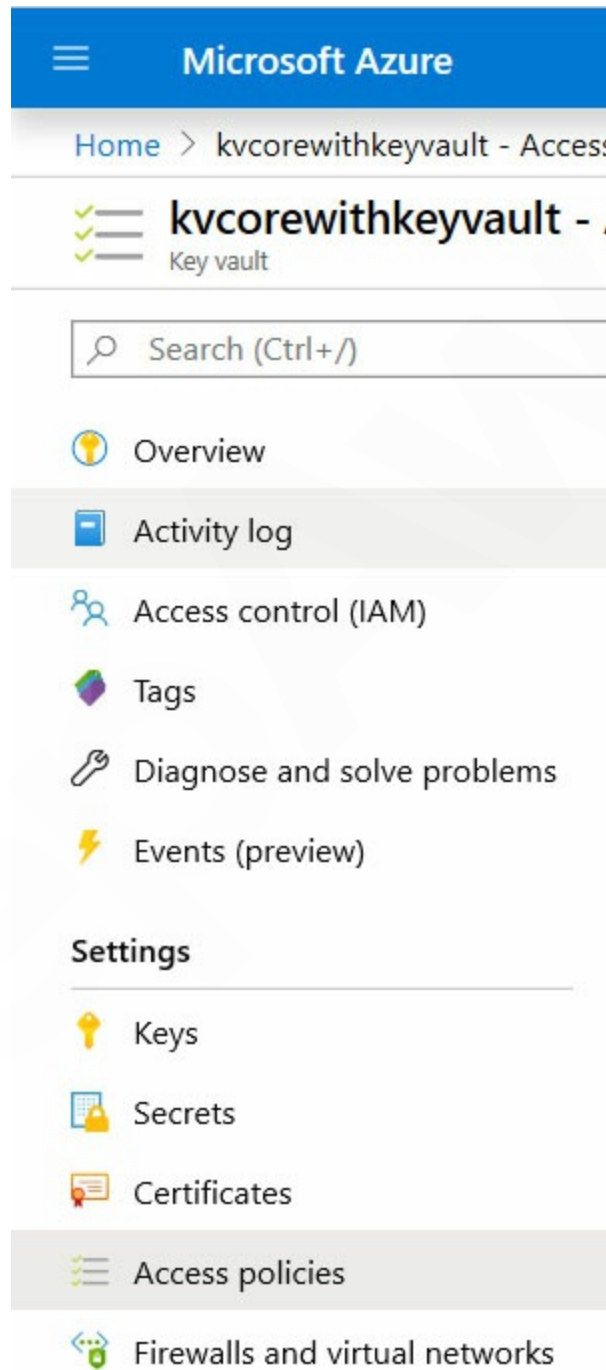 Microsoft Azure
Home > kvcorewithkeyvault - Access
kvcorewithkeyvault -
Key vault
Search (Ctrl+/)
Overview
Activity log
Access control (IAM)
Tags
Diagnose and solve problems
Events (preview)
Settings
Keys
Secrets
Certificates
Access policies
Firewalls and virtual networks